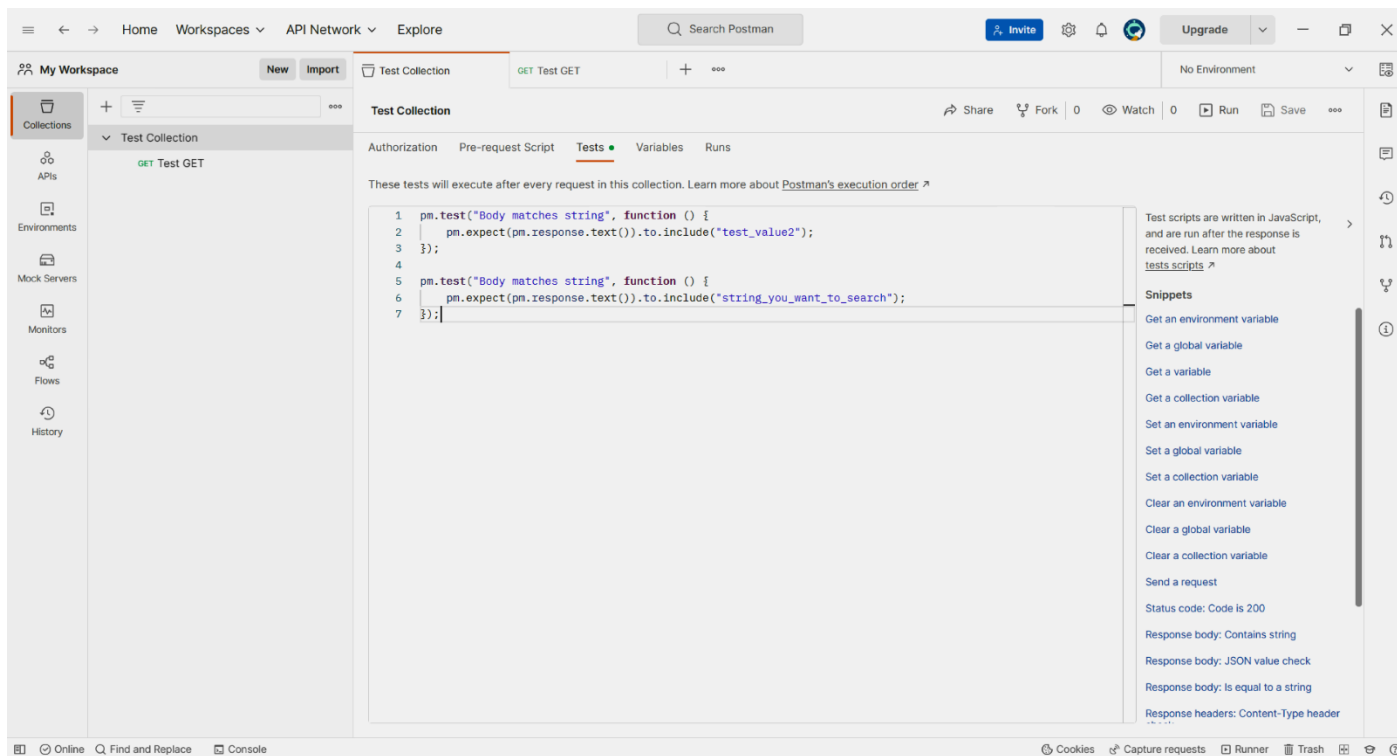 Home Workspaces API Network Explore Search Postman Invite Upgrade
My Workspace New Import Test Collection GET Test GET No Environment
Collections
APIs
Environments
Mock Servers
Monitors
Flows
History
Test Collection
GET Test GET
Test Collection Share Fork 0 Watch 0 Run Save
Authorization Pre-request Script Tests Variables Runs
These tests will execute after every request in this collection. Learn more about Postman's execution order
1 pm.test("Body matches string", function () {
2 pm.expect(pm.response.text()).to.include("test_value2");
3 });
4
5 pm.test("Body matches string", function () {
6 pm.expect(pm.response.text()).to.include("string_you_want_to_search");
7 });
Test scripts are written in JavaScript,
and are run after the response is
received. Learn more about
tests scripts
Snippets
Get an environment variable
Get a global variable
Get a variable
Get a collection variable
Set an environment variable
Set a global variable
Set a collection variable
Clear an environment variable
Clear a global variable
Clear a collection variable
Send a request
Status code: Code is 200
Response body: Contains string
Response body: JSON value check
Response body: Is equal to a string
Response headers: Content-Type header
Online Find and Replace Console Cookies Capture requests Runner Trash